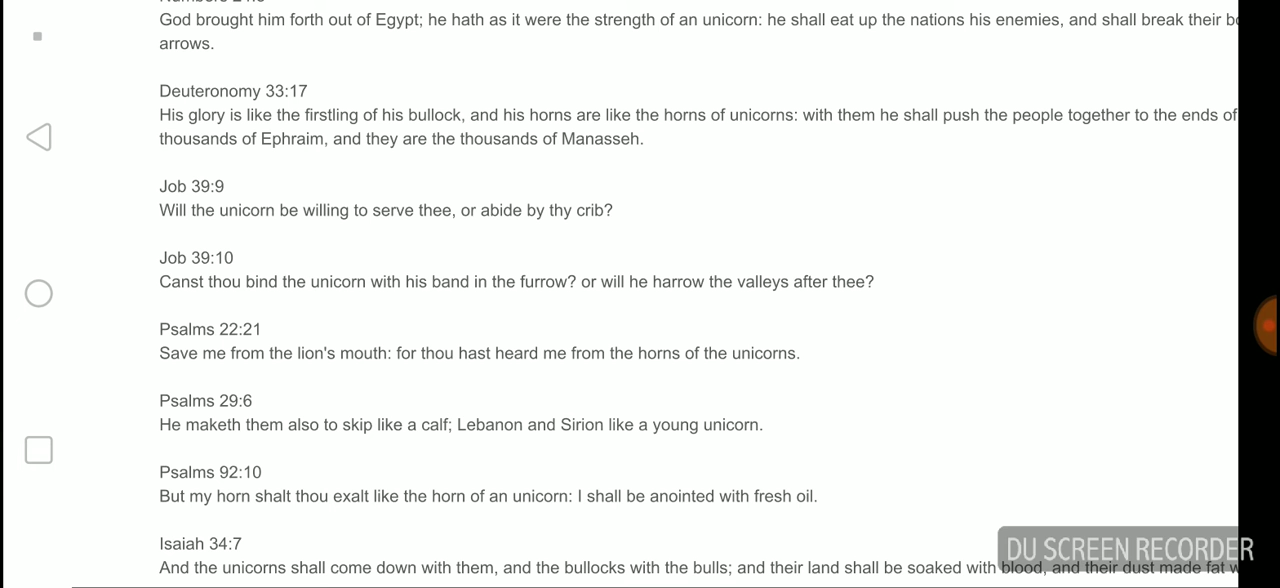 God brought him forth out of Egypt; he hath as it were the strength of an unicorn: he shall eat up the nations his enemies, and shall break their
arrows.
Deuteronomy 33:17
His glory is like the firstling of his bullock, and his horns are like the horns of unicorns: with them he shall push the people together to the ends of
thousands of Ephraim, and they are the thousands of Manasseh.
Job 39:9
Will the unicorn be willing to serve thee, or abide by thy crib?
Job 39:10
Canst thou bind the unicorn with his band in the furrow? or will he harrow the valleys after thee?
Psalms 22:21
Save me from the lion's mouth: for thou hast heard me from the horns of the unicorns.
Psalms 29:6
He maketh them also to skip like a calf; Lebanon and Sirion like a young unicorn.
Psalms 92:10
But my horn shalt thou exalt like the horn of an unicorn: I shall be anointed with fresh oil.
Isaiah 34:7
And the unicorns shall come down with them, and the bullocks with the bulls; and their land shall be soaked with blood, and their dust made fat
DU SCREEN RECORDER